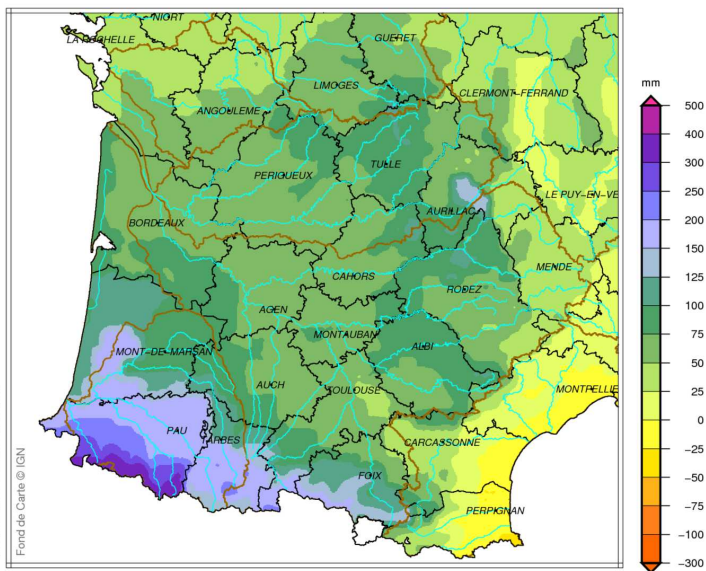 NIORT
LA ROCHELLE
GUERET
LIMOGES
CLERMONT-FERRAND
ANGOULEME
TULLE
PERIGUEUX
LE PUY-EN-VE
AURILLAC
BORDEAUX
MENDE
CAHORS
RODEZ
AGEN
MONTAUBAN
ALBI
MONT-DE-MARSAN
MONTPELLIE
AUCH
TOULOUSE
PAU
TARBES
CARCASSONNE
FOIX
PERPIGNAN
Fond de Carte © IGN
mm
500
400
300
250
200
150
125
100
75
50
25
0
-25
-50
-75
-100
-300